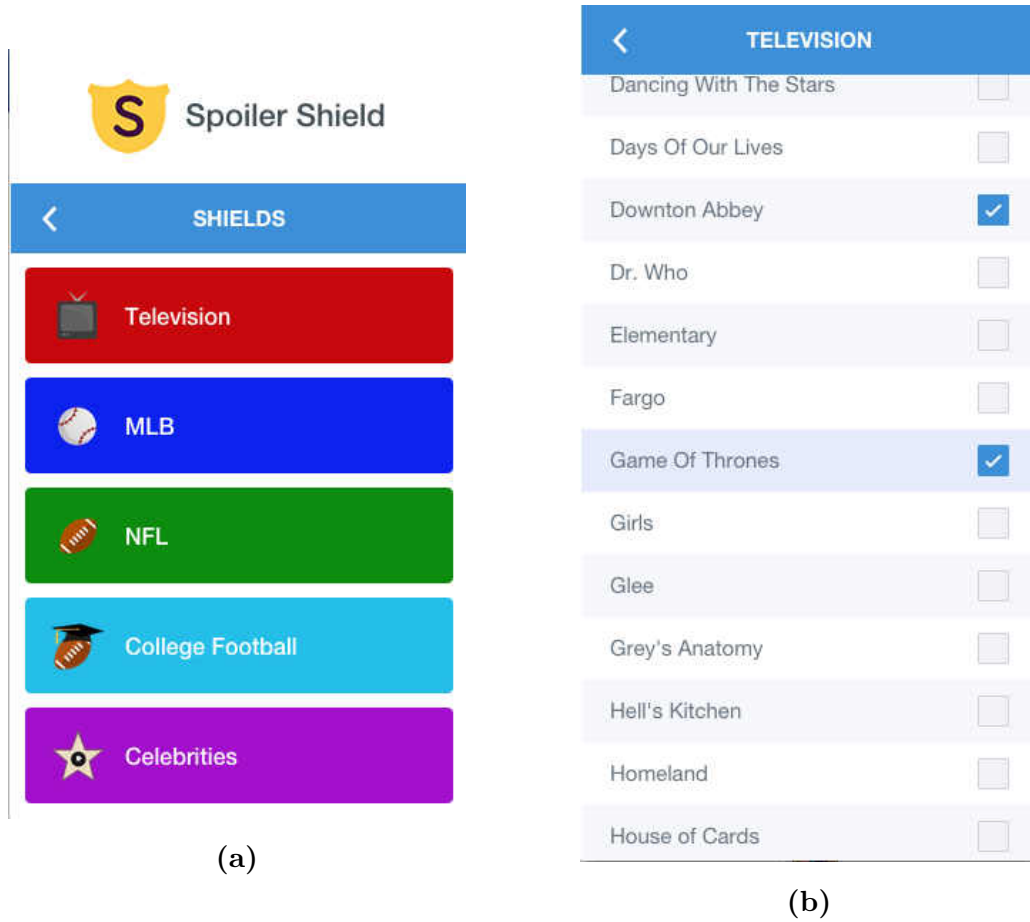 S Spoiler Shield
SHIELDS
Television
MLB
NFL
College Football
Celebrities
(a)
TELEVISION
Dancing With The Stars
Days Of Our Lives
Downton Abbey
Dr. Who
Elementary
Fargo
Game Of Thrones
Girls
Glee
Grey's Anatomy
Hell's Kitchen
Homeland
House of Cards
(b)